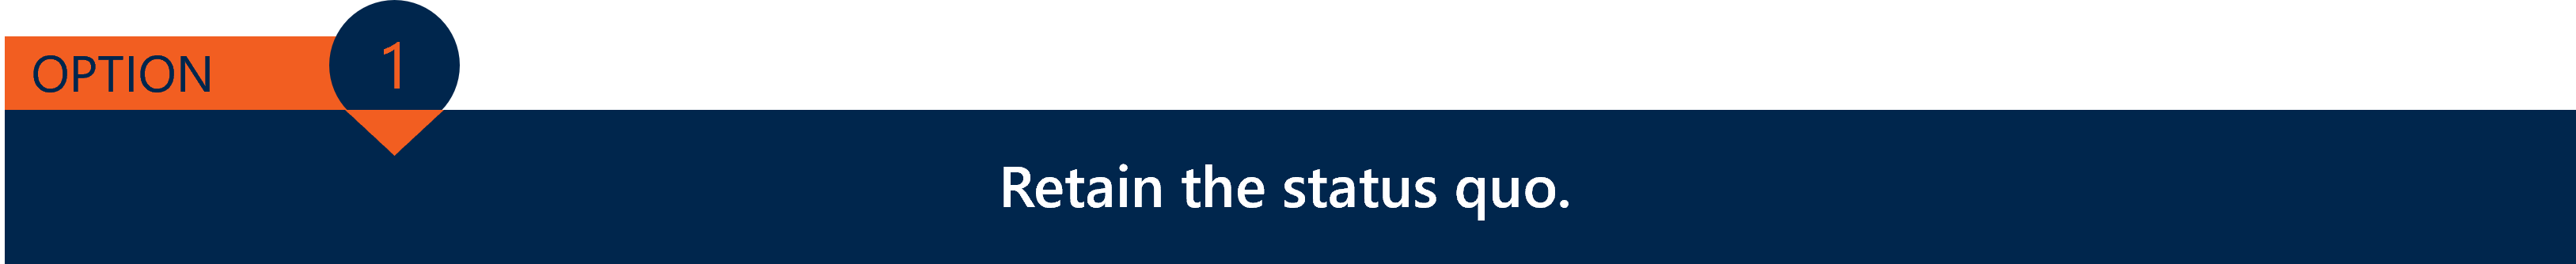 OPTION 1
Retain the status quo.